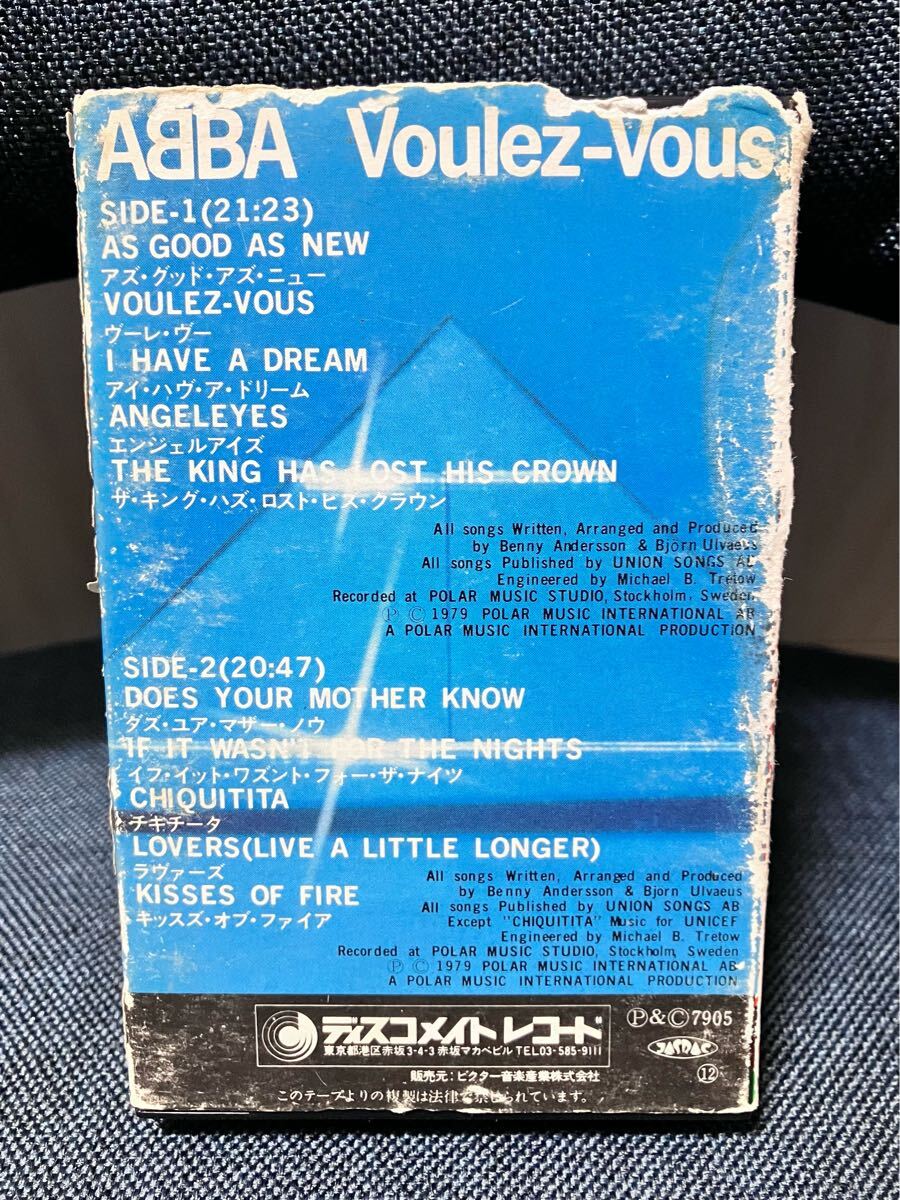 ABBA Voulez-Vous
SIDE-1(21:23)
AS GOOD AS NEW
アズ・グッド・アズ・ニュー
VOULEZ-VOUS
ヴーレ・ヴー
I HAVE A DREAM
アイ・ハヴ・ア・ドリーム
ANGELEYES
エンジェルアイズ
THE KING HAS LOST HIS CROWN
ザ・キング・ハズ・ロスト・ヒズ・クラウン
All songs Written, Arranged and Produced
by Benny Andersson & Björn Ulvaeus
All songs Published by UNION SONGS AB
Engineered by Michael B. Tretow
Recorded at POLAR MUSIC STUDIO, Stockholm, Sweden
Ⓟ Ⓒ 1979 POLAR MUSIC INTERNATIONAL AB
A POLAR MUSIC INTERNATIONAL PRODUCTION
SIDE-2(20:47)
DOES YOUR MOTHER KNOW
ダズ・ユア・マザー・ノウ
IF IT WASN'T FOR THE NIGHTS
イフ・イット・ワズント・フォー・ザ・ナイツ
CHIQUITITA
チキチータ
LOVERS(LIVE A LITTLE LONGER)
ラヴァーズ
KISSES OF FIRE
キッスズ・オブ・ファイア
All songs Written, Arranged and Produced
by Benny Andersson & Bjorn Ulvaeus
All songs Published by UNION SONGS AB
Except "CHIQUITITA" Music for UNICEF
Engineered by Michael B. Tretow
Recorded at POLAR MUSIC STUDIO, Stockholm, Sweden
Ⓟ Ⓒ 1979 POLAR MUSIC INTERNATIONAL AB
A POLAR MUSIC INTERNATIONAL PRODUCTION
ディスコメイトレコード
東京都港区赤坂3-4-3赤坂マカベビル TEL03-585-9111
Ⓟ&Ⓒ7905
JASRAC
販売元:ビクター音楽産業株式会社
⑫
このテープよりの複製は法律で禁じられています。